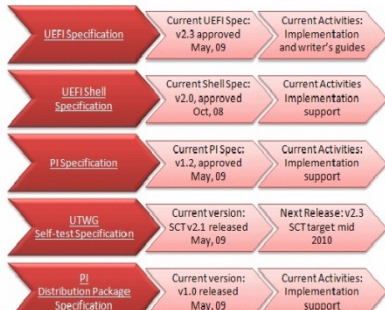 UEFI Specification
Current UEFI Spec:
v2.3 approved
May, 09
Current Activities:
Implementation
and writer's guides
UEFI Shell
Specification
Current Shell Spec:
v2.0, approved
Oct, 08
Current Activities
Implementation
support
PI Specification
Current PI Spec:
v1.2, approved
May, 09
Current Activities:
Implementation
support
UTWG
Self-test Specification
Current version:
SCT v2.1 released
May, 09
Next Release: v2.3
SCT target mid
2010
PI
Distribution Package
Specification
Current version:
v1.0 released
May, 09
Current Activities:
Implementation
support